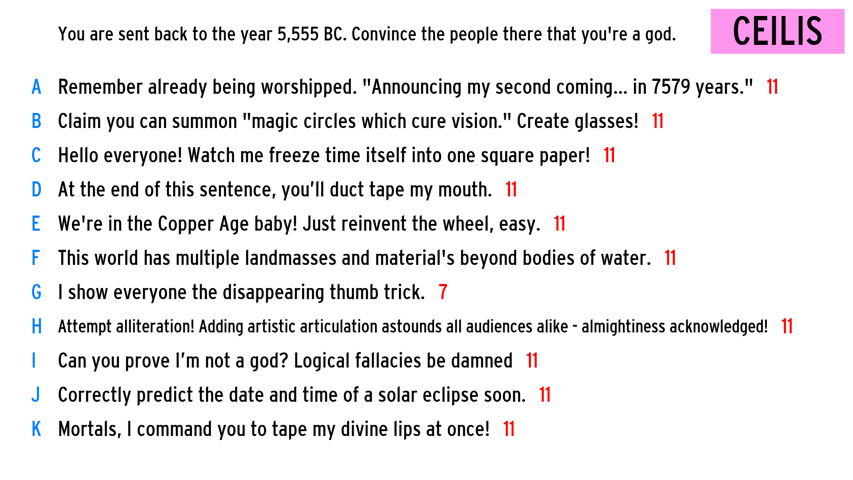 You are sent back to the year 5,555 BC. Convince the people there that you're a god.
CEILIS
A Remember already being worshipped. "Announcing my second coming... in 7579 years." 11
B Claim you can summon "magic circles which cure vision." Create glasses! 11
C Hello everyone! Watch me freeze time itself into one square paper! 11
D At the end of this sentence, you’ll duct tape my mouth. 11
E We're in the Copper Age baby! Just reinvent the wheel, easy. 11
F This world has multiple landmasses and material's beyond bodies of water. 11
G I show everyone the disappearing thumb trick. 7
H Attempt alliteration! Adding artistic articulation astounds all audiences alike - almightiness acknowledged! 11
I Can you prove I’m not a god? Logical fallacies be damned 11
J Correctly predict the date and time of a solar eclipse soon. 11
K Mortals, I command you to tape my divine lips at once! 11